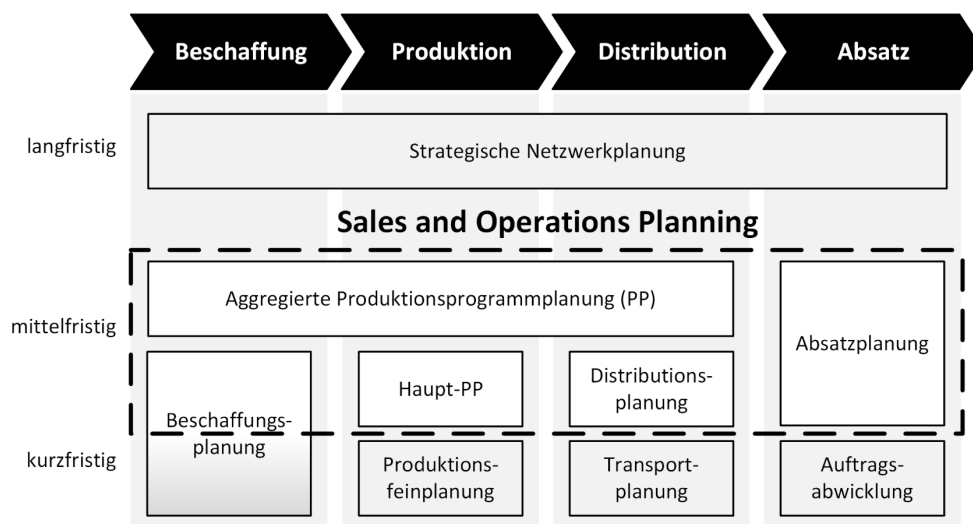 Beschaffung
Produktion
Distribution
Absatz
langfristig
Strategische Netzwerkplanung
Sales and Operations Planning
mittelfristig
Aggregierte Produktionsprogrammplanung (PP)
Absatzplanung
Beschaffungs-
planung
Haupt-PP
Distributions-
planung
kurzfristig
Produktions-
feinplanung
Transport-
planung
Auftrags-
abwicklung